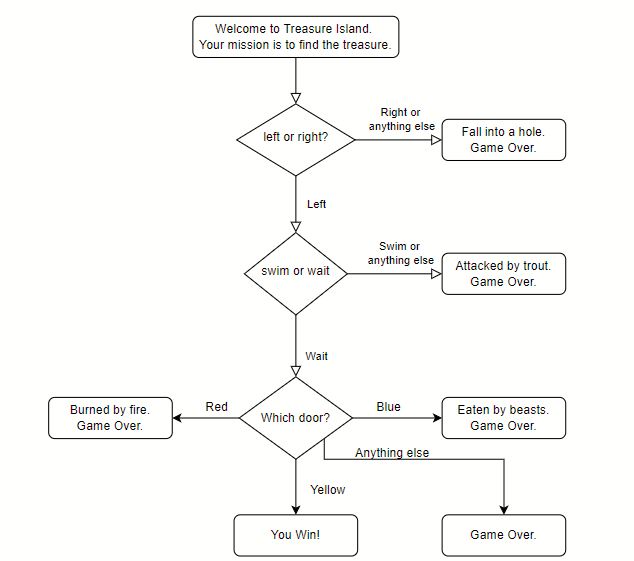 Welcome to Treasure Island.
Your mission is to find the treasure.
left or right?
Right or
anything else
Fall into a hole.
Game Over.
Left
swim or wait
Swim or
anything else
Attacked by trout.
Game Over.
Wait
Which door?
Red
Burned by fire.
Game Over.
Blue
Eaten by beasts.
Game Over.
Anything else
Yellow
You Win!
Game Over.